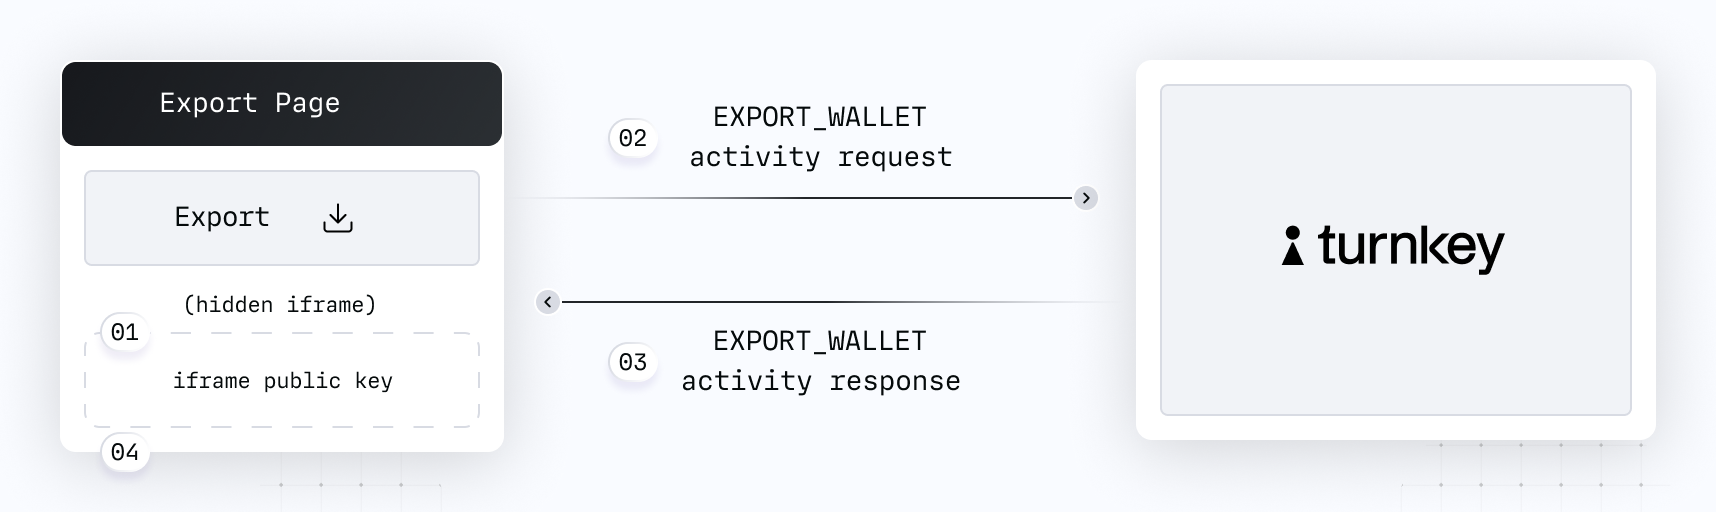 Export Page
Export
(hidden iframe)
01
iframe public key
04
02
EXPORT_WALLET
activity request
03
EXPORT_WALLET
activity response
turnkey